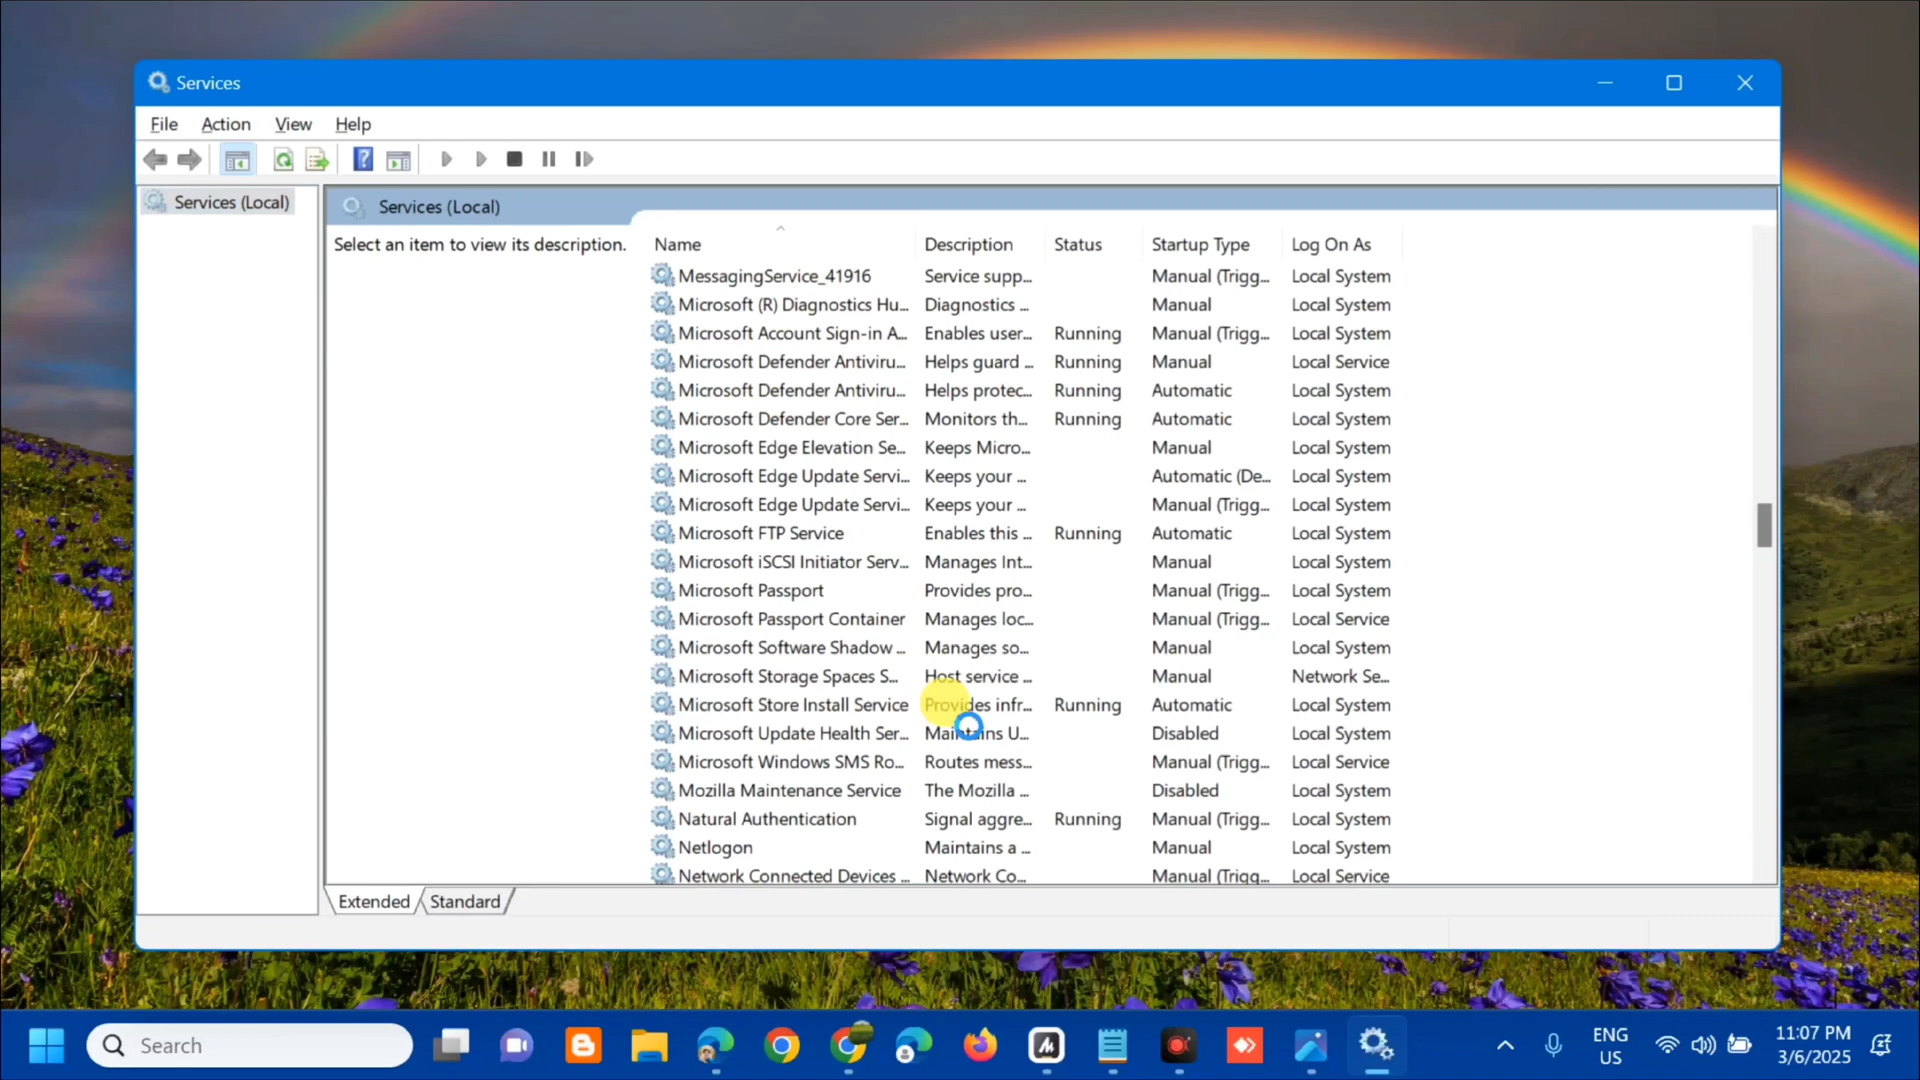 Services
File Action View Help
Services (Local)
Services (Local)
Select an item to view its description.
Name Description Status Startup Type Log On As
MessagingService_41916 Service supp... Manual (Trigg... Local System
Microsoft (R) Diagnostics Hu... Diagnostics ... Manual Local System
Microsoft Account Sign-in A... Enables user... Running Manual (Trigg... Local System
Microsoft Defender Antiviru... Helps guard ... Running Manual Local Service
Microsoft Defender Antiviru... Helps protec... Running Automatic Local System
Microsoft Defender Core Ser... Monitors th... Running Automatic Local System
Microsoft Edge Elevation Se... Keeps Micro... Manual Local System
Microsoft Edge Update Servi... Keeps your ... Automatic (De... Local System
Microsoft Edge Update Servi... Keeps your ... Manual (Trigg... Local System
Microsoft FTP Service Enables this ... Running Automatic Local System
Microsoft iSCSI Initiator Serv... Manages Int... Manual Local System
Microsoft Passport Provides pro... Manual (Trigg... Local System
Microsoft Passport Container Manages loc... Manual (Trigg... Local Service
Microsoft Software Shadow ... Manages so... Manual Local System
Microsoft Storage Spaces S... Host service ... Manual Network Se...
Microsoft Store Install Service Provides infr... Running Automatic Local System
Microsoft Update Health Ser... Maintains U... Disabled Local System
Microsoft Windows SMS Ro... Routes mess... Manual (Trigg... Local Service
Mozilla Maintenance Service The Mozilla ... Disabled Local System
Natural Authentication Signal aggre... Running Manual (Trigg... Local System
Netlogon Maintains a ... Manual Local System
Network Connected Devices ... Network Co... Manual (Trigg... Local Service
Extended Standard
Search
ENG
US
11:07 PM
3/6/2025